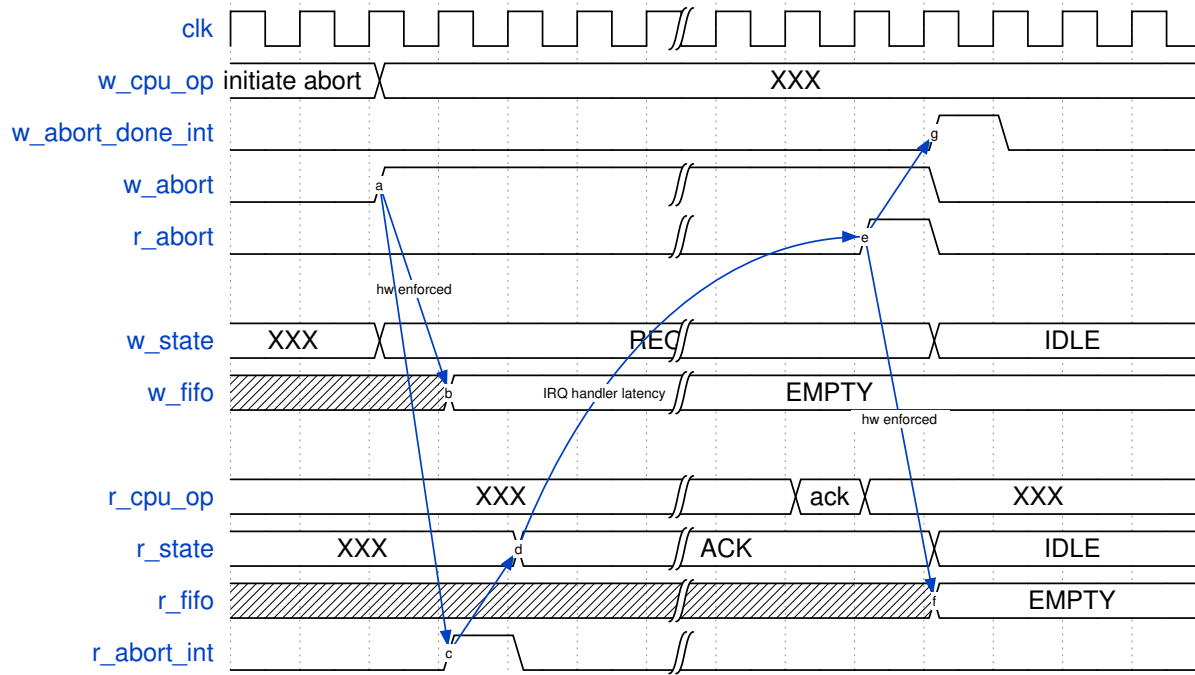 clk
w_cpu_op initiate abort XXX
w_abort_done_int g
w_abort a
r_abort e
hw enforced
w_state XXX REQ IDLE
w_fifo b IRQ handler latency EMPTY
hw enforced
r_cpu_op XXX ack XXX
r_state XXX d ACK IDLE
r_fifo f EMPTY
r_abort_int c